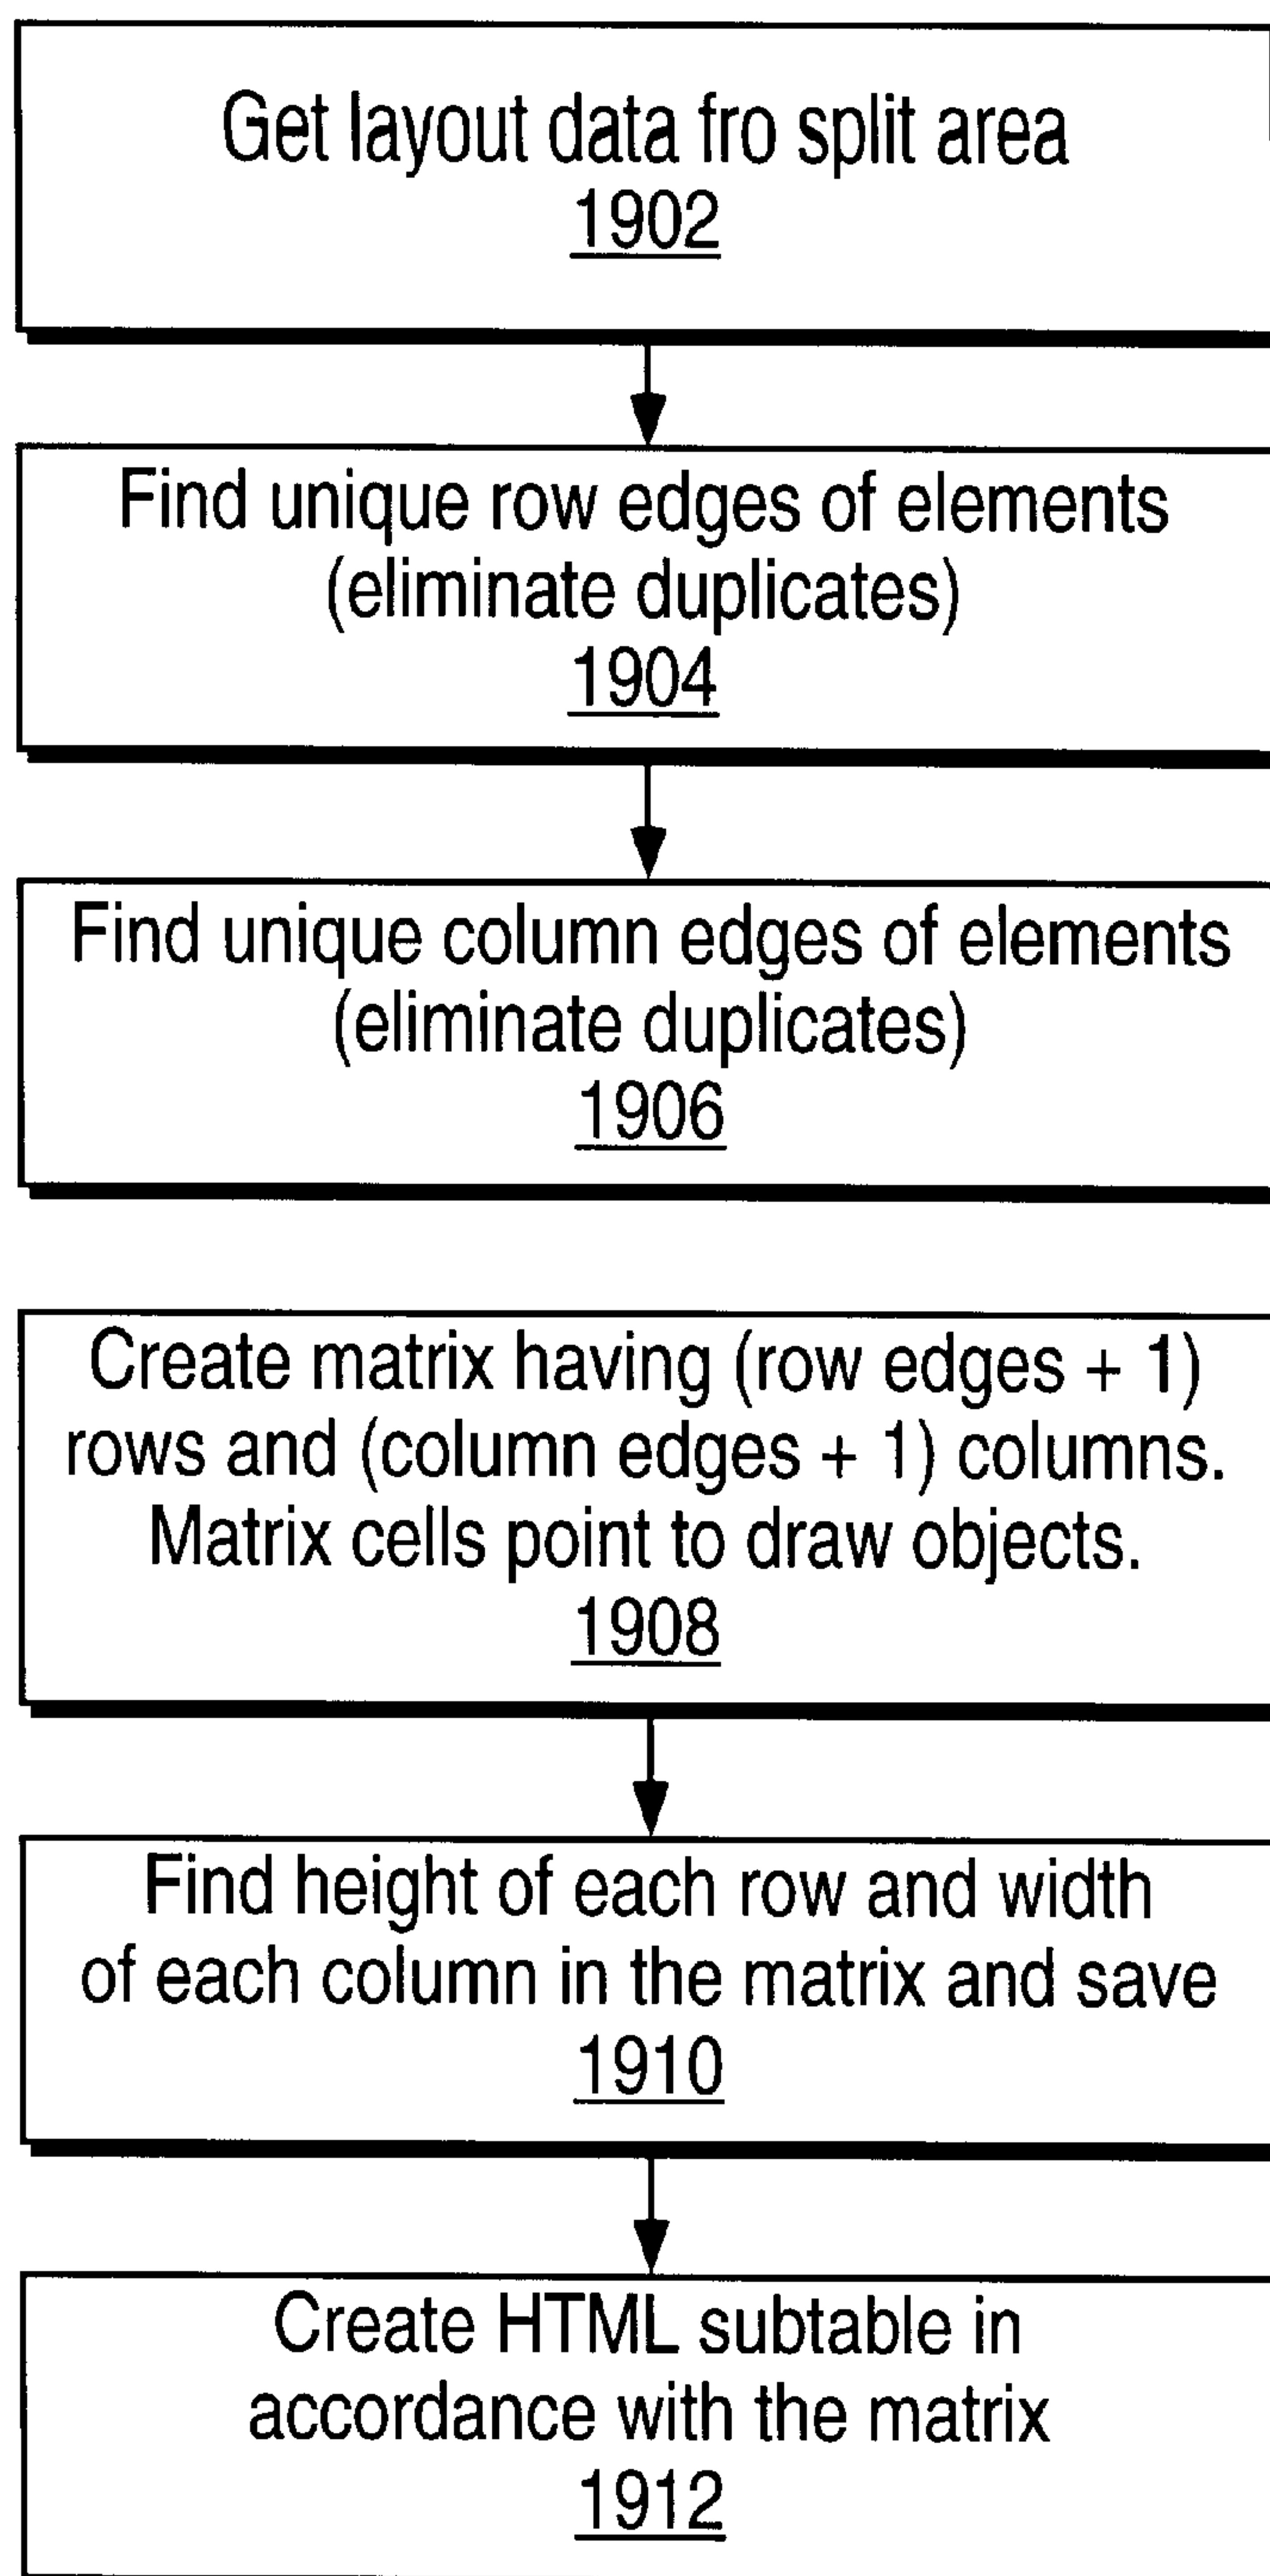 Get layout data fro split area
1902
Find unique row edges of elements
(eliminate duplicates)
1904
Find unique column edges of elements
(eliminate duplicates)
1906
Create matrix having (row edges + 1)
rows and (column edges + 1) columns.
Matrix cells point to draw objects.
1908
Find height of each row and width
of each column in the matrix and save
1910
Create HTML subtable in
accordance with the matrix
1912